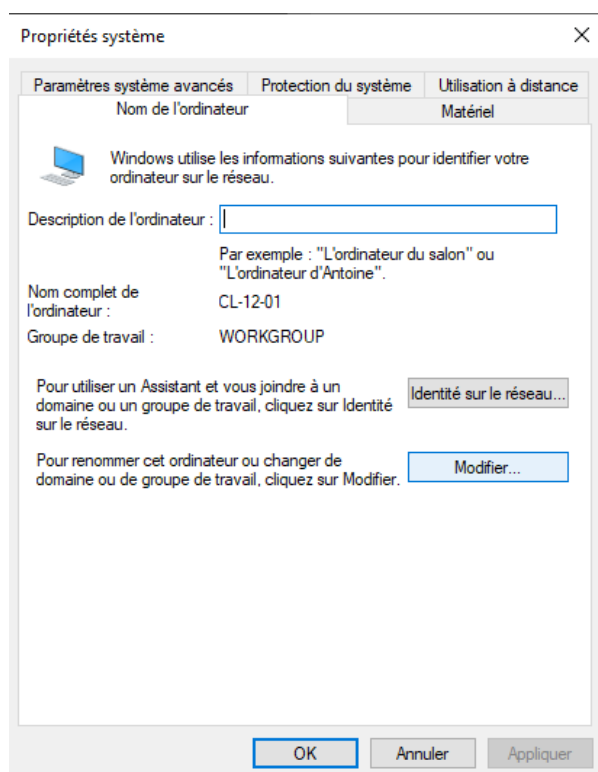 Propriétés système
Paramètres système avancés
Protection du système
Utilisation à distance
Nom de l'ordinateur
Matériel
Windows utilise les informations suivantes pour identifier votre
ordinateur sur le réseau.
Description de l'ordinateur :
Par exemple : "L'ordinateur du salon" ou
"L'ordinateur d'Antoine".
Nom complet de
l'ordinateur :
CL-12-01
Groupe de travail :
WORKGROUP
Pour utiliser un Assistant et vous joindre à un
domaine ou un groupe de travail, cliquez sur Identité
sur le réseau.
Identité sur le réseau...
Pour renommer cet ordinateur ou changer de
domaine ou de groupe de travail, cliquez sur Modifier.
Modifier...
OK
Annuler
Appliquer